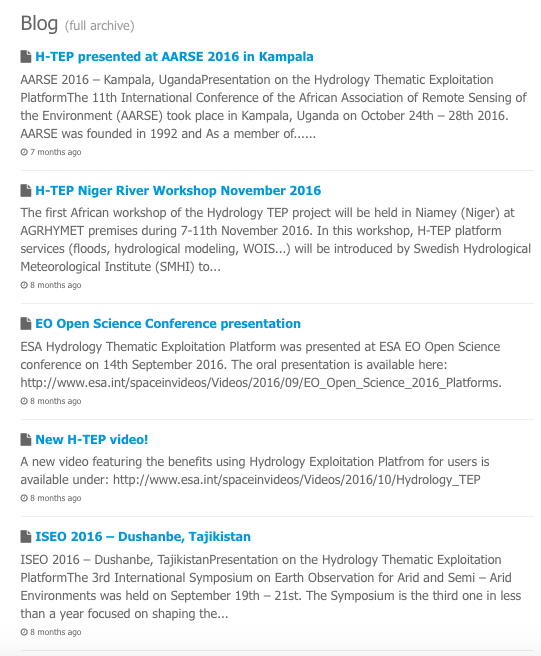 Blog (full archive)
H-TEP presented at AARSE 2016 in Kampala
AARSE 2016 – Kampala, UgandaPresentation on the Hydrology Thematic Exploitation
PlatformThe 11th International Conference of the African Association of Remote Sensing of
the Environment (AARSE) took place in Kampala, Uganda on October 24th – 28th 2016.
AARSE was founded in 1992 and As a member of......
7 months ago
H-TEP Niger River Workshop November 2016
The first African workshop of the Hydrology TEP project will be held in Niamey (Niger) at
AGRHYMET premises during 7-11th November 2016. In this workshop, H-TEP platform
services (floods, hydrological modeling, WOIS...) will be introduced by Swedish Hydrological
Meteorological Institute (SMHI) to...
8 months ago
EO Open Science Conference presentation
ESA Hydrology Thematic Exploitation Platform was presented at ESA EO Open Science
conference on 14th September 2016. The oral presentation is available here:
http://www.esa.int/spaceinvideos/Videos/2016/09/EO_Open_Science_2016_Platforms.
8 months ago
New H-TEP video!
A new video featuring the benefits using Hydrology Exploitation Platfrom for users is
available under: http://www.esa.int/spaceinvideos/Videos/2016/10/Hydrology_TEP
8 months ago
ISEO 2016 – Dushanbe, Tajikistan
ISEO 2016 – Dushanbe, TajikistanPresentation on the Hydrology Thematic Exploitation
PlatformThe 3rd International Symposium on Earth Observation for Arid and Semi – Arid
Environments was held on September 19th – 21st. The Symposium is the third one in less
than a year focused on shaping the...
8 months ago